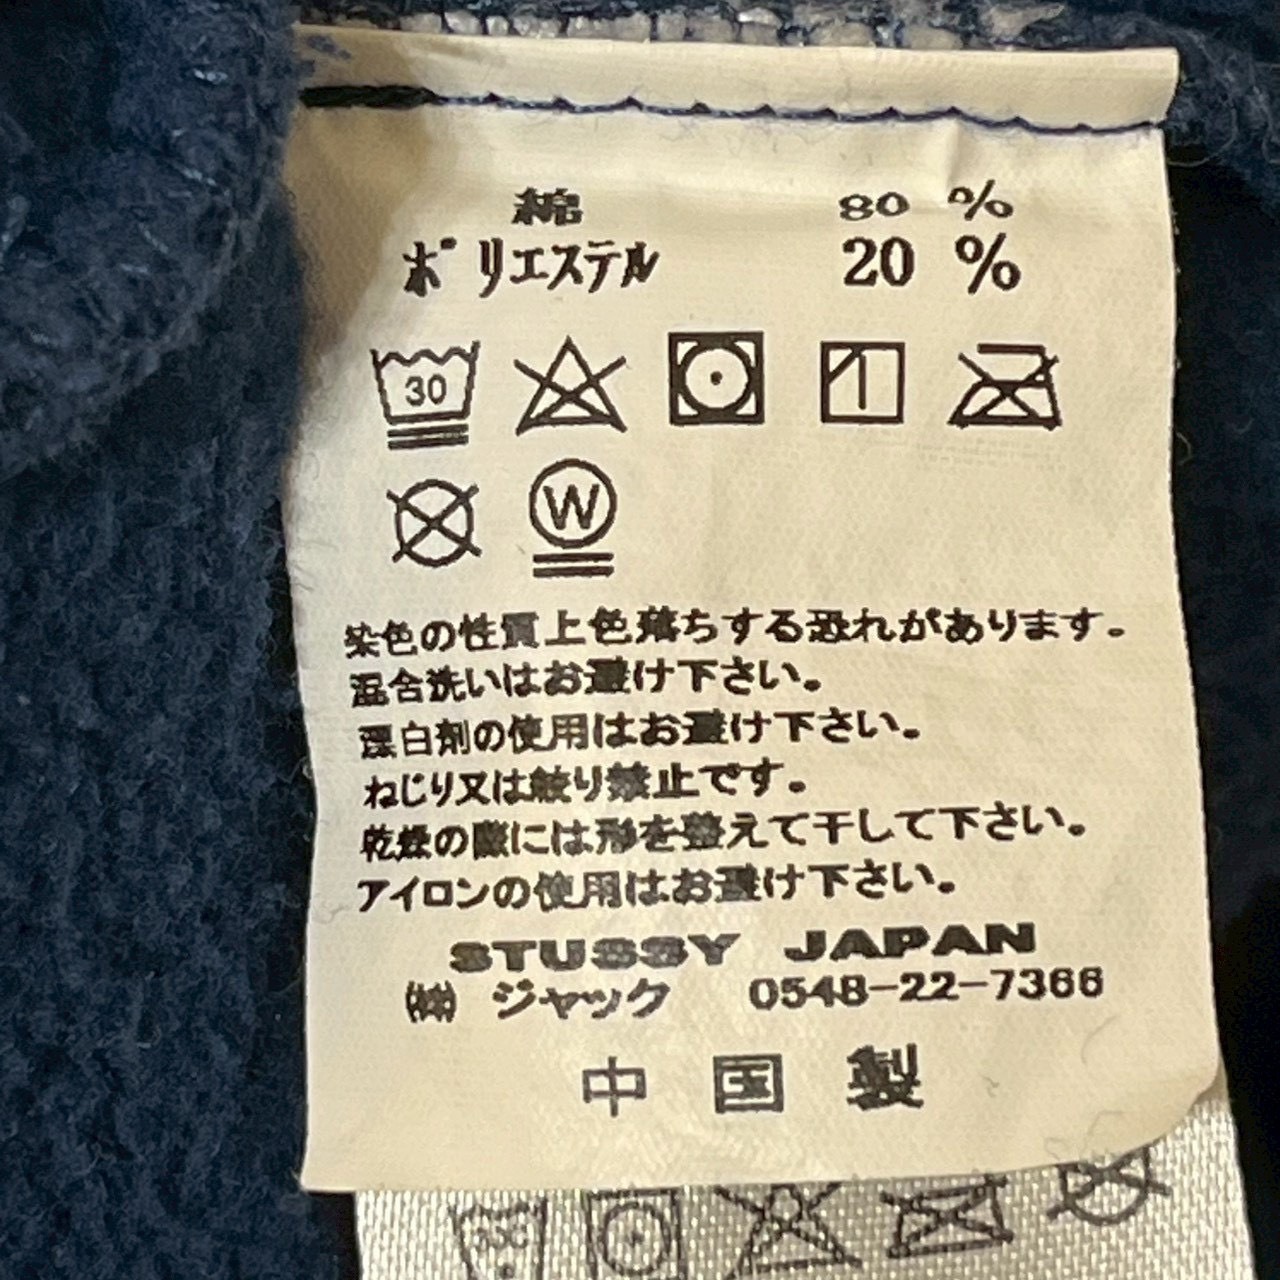 綿 80 %
ポリエステル 20 %
30
W
染色の性質上色落ちする恐れがあります。
混合洗いはお避け下さい。
漂白剤の使用はお避け下さい。
ねじり又は絞り禁止です。
乾燥の際には形を整えて干して下さい。
アイロンの使用はお避け下さい。
STUSSY JAPAN
㈱ ジャック 0548-22-7366
中国製